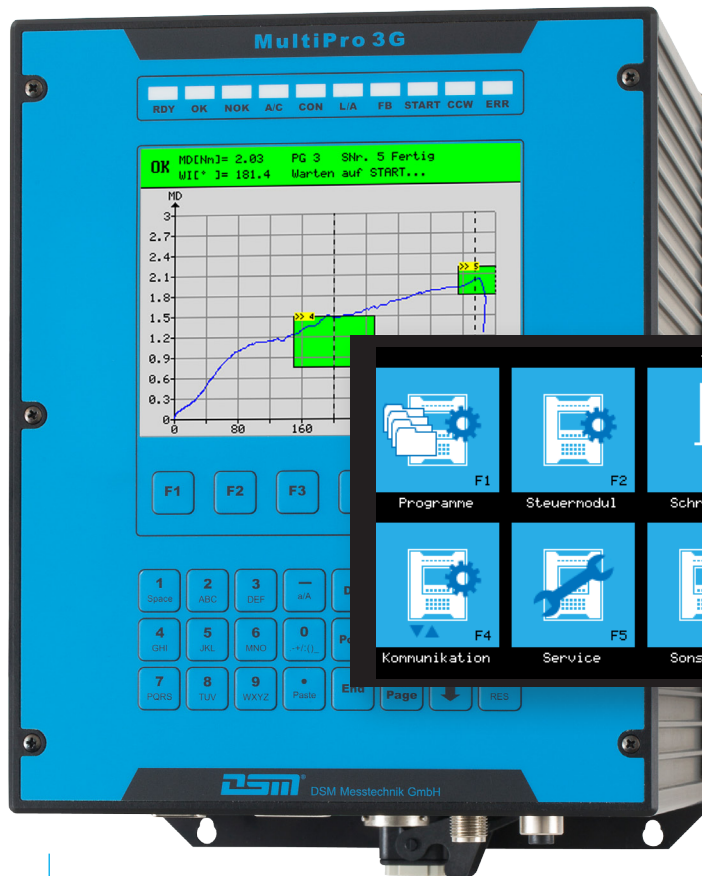 MultiPro 3G
RDY OK NOK A/C CON L/A FB START CCW ERR
OK MD[Nm]= 2.03 PG 3 SNr. 5 Fertig
WI[° ]= 181.4 Warten auf START...
MD
3
2.7
2.4
2.1
1.8
1.5
1.2
0.9
0.6
0.3
0
0 80 160
>> 4
>> 5
F1 F2 F3
F1 F2
Programme Steuermodul
F4 F5
Kommunikation Service
1 2 3 —
Space ABC DEF a/A
4 5 6 0
GHI JKL MNO -+/:()_
7 8 9 • End Page
PQRS TUV WXYZ Paste RES
DSM® DSM Messtechnik GmbH